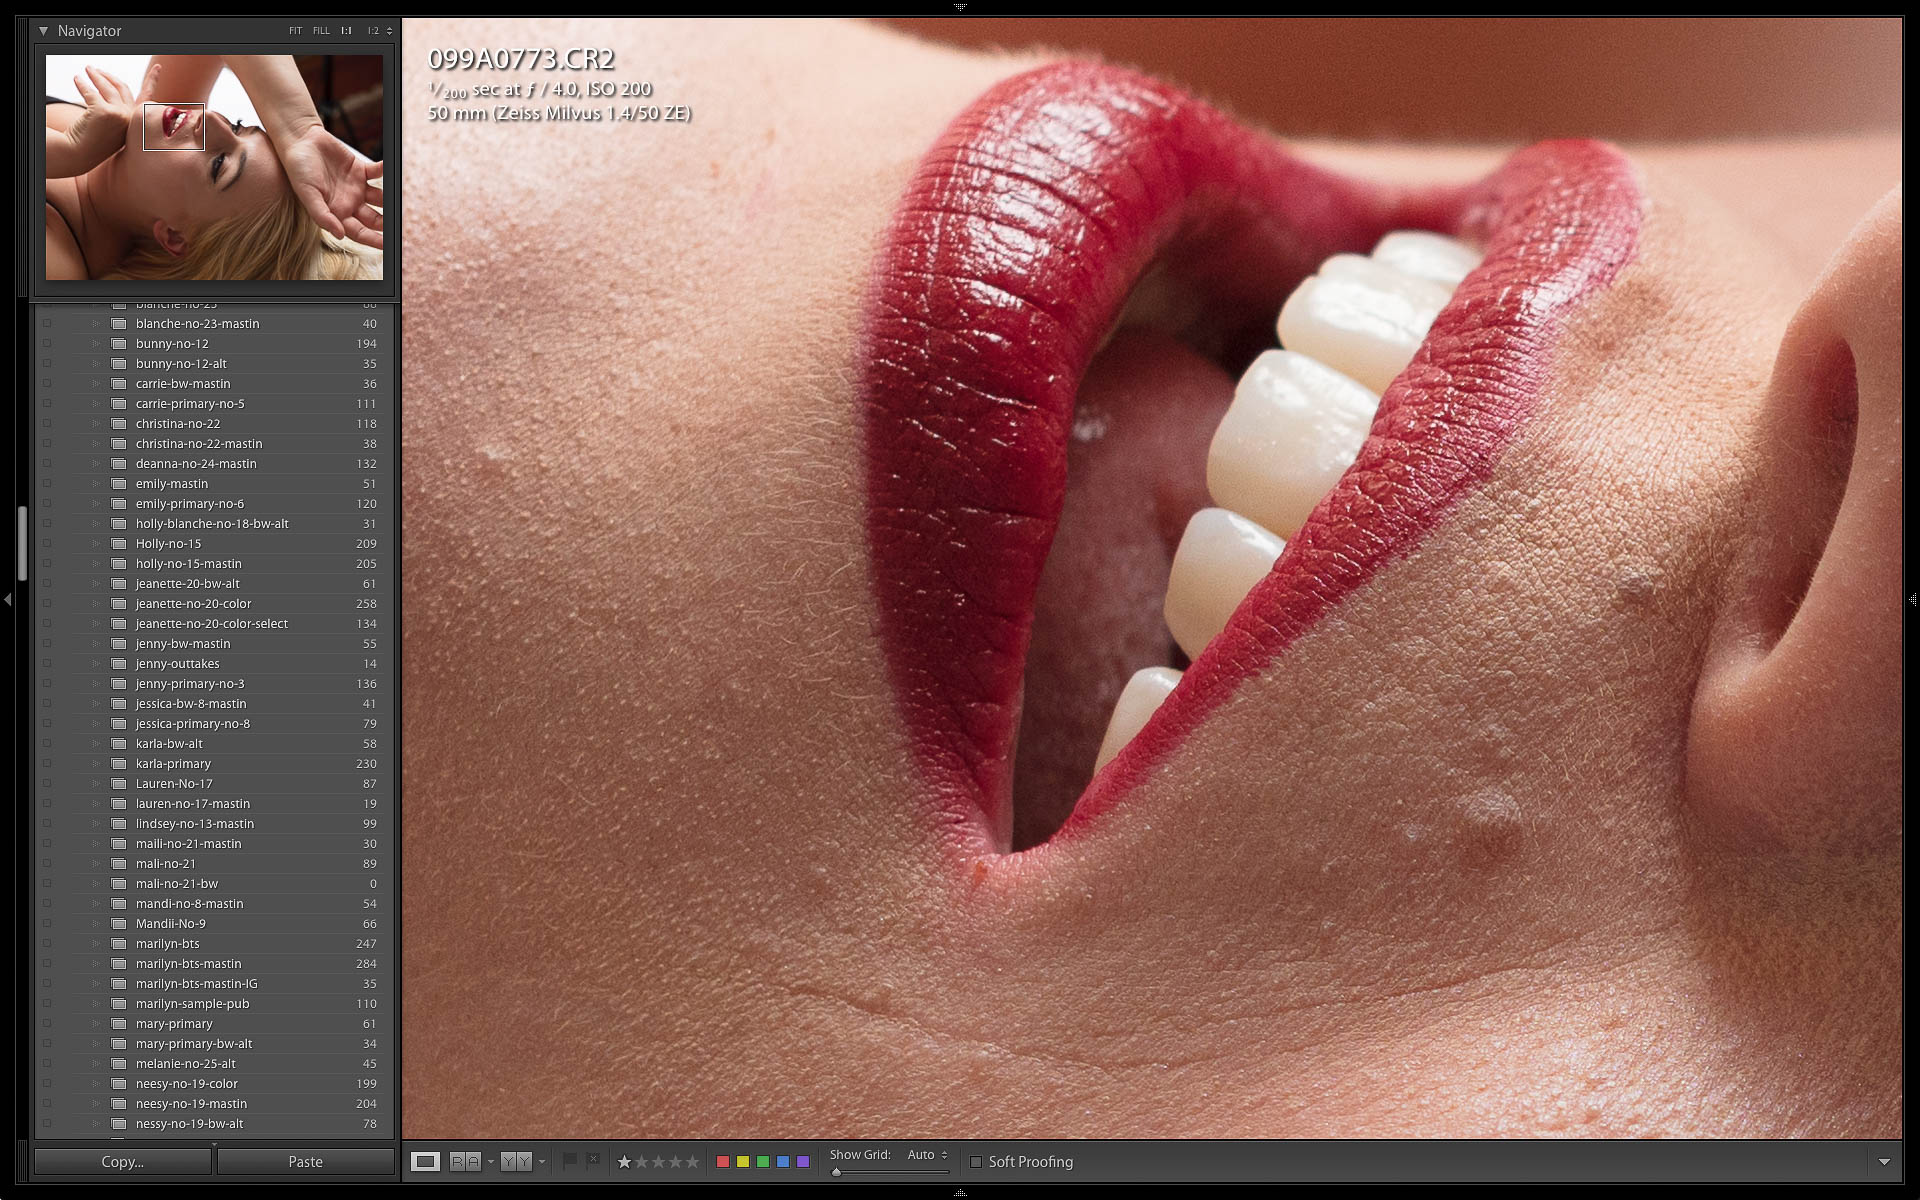 Navigator
FIT FILL 1:1 1:2
099A0773.CR2
1/200 sec at ƒ / 4.0, ISO 200
50 mm (Zeiss Milvus 1.4/50 ZE)
blanche-no-23-mastin 40
bunny-no-12 194
bunny-no-12-alt 35
carrie-bw-mastin 36
carrie-primary-no-5 111
christina-no-22 118
christina-no-22-mastin 38
deanna-no-24-mastin 132
emily-mastin 51
emily-primary-no-6 120
holly-blanche-no-18-bw-alt 31
Holly-no-15 209
holly-no-15-mastin 205
jeanette-20-bw-alt 61
jeanette-no-20-color 258
jeanette-no-20-color-select 134
jenny-bw-mastin 55
jenny-outtakes 14
jenny-primary-no-3 136
jessica-bw-8-mastin 41
jessica-primary-no-8 79
karla-bw-alt 58
karla-primary 230
Lauren-No-17 87
lauren-no-17-mastin 19
lindsey-no-13-mastin 99
maili-no-21-mastin 30
mali-no-21 89
mali-no-21-bw 0
mandi-no-8-mastin 54
Mandii-No-9 66
marilyn-bts 247
marilyn-bts-mastin 284
marilyn-bts-mastin-IG 35
marilyn-sample-pub 110
mary-primary 61
mary-primary-bw-alt 34
melanie-no-25-alt 45
neesy-no-19-color 199
neesy-no-19-mastin 204
nessy-no-19-bw-alt 78
Copy... Paste
R A Y Y Show Grid: Auto Soft Proofing